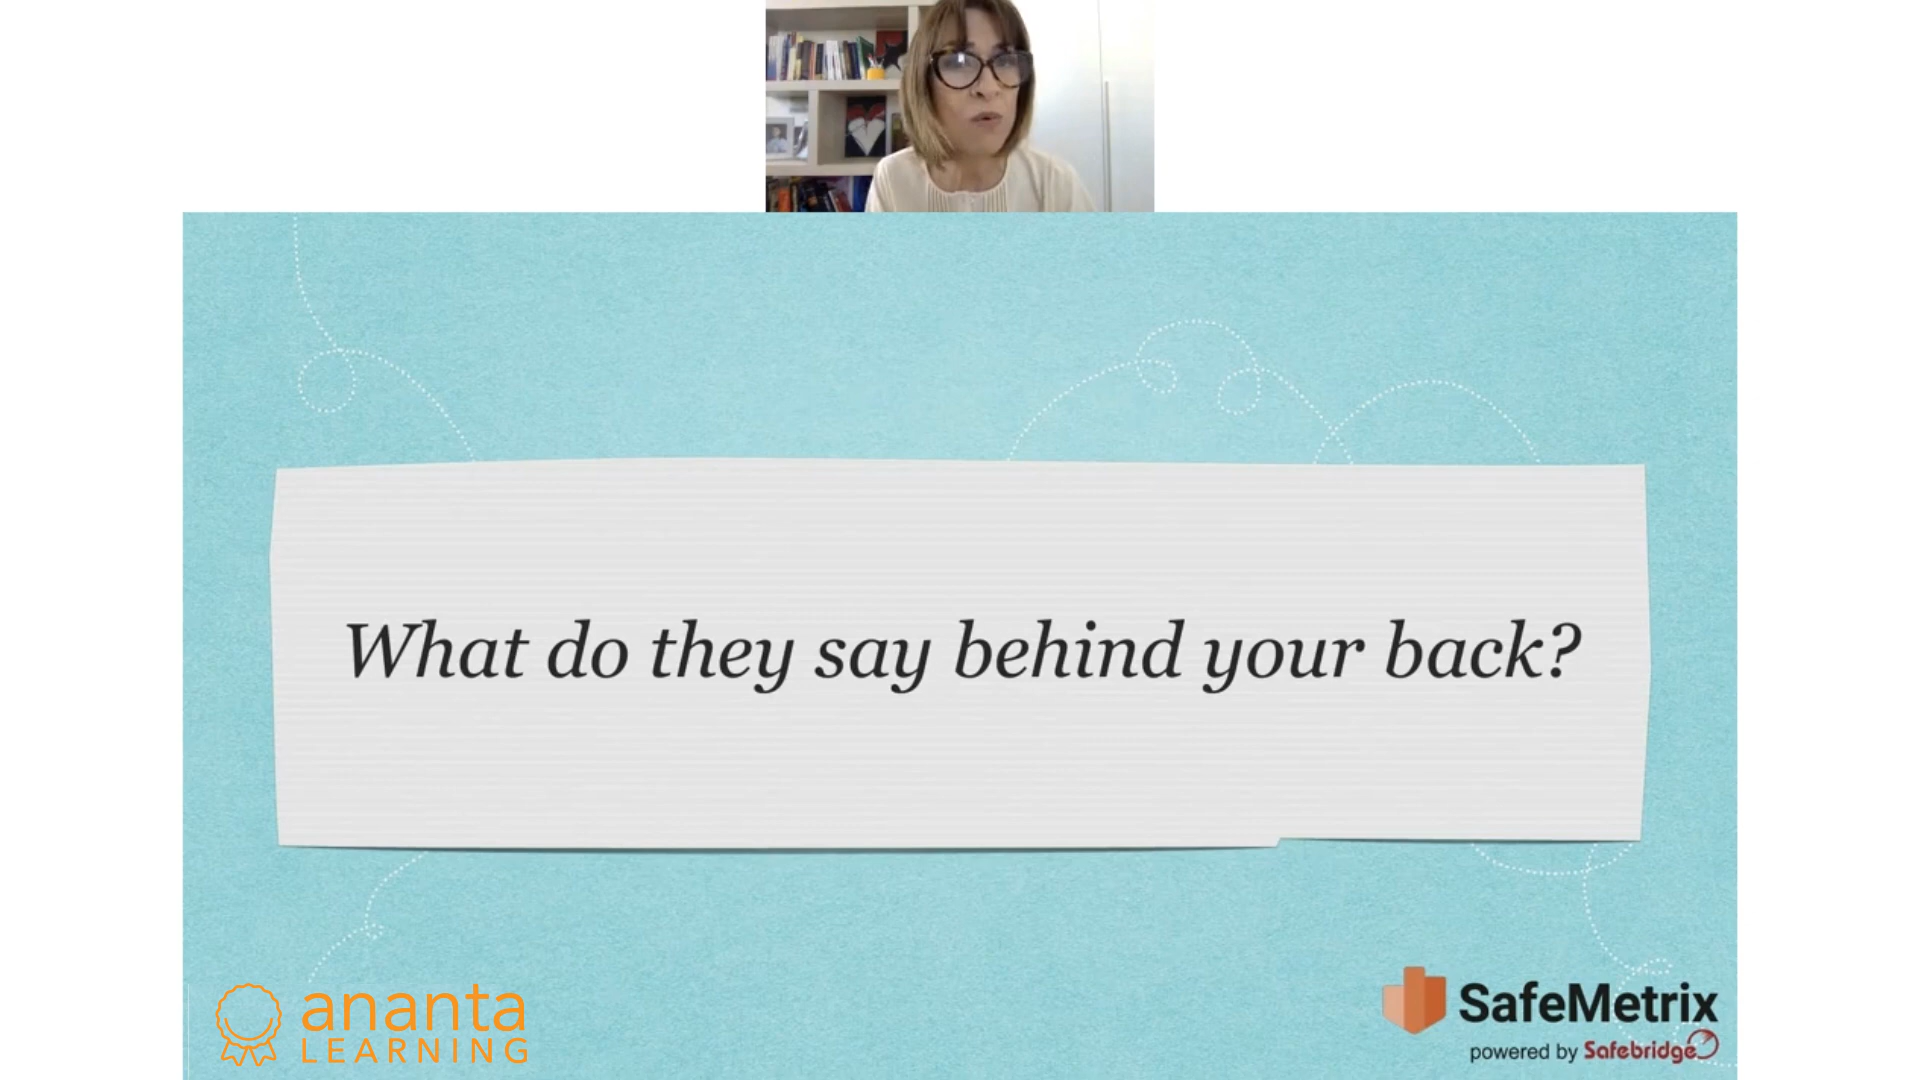 What do they say behind your back?
ananta
LEARNING
SafeMetrix
powered by Safebridge